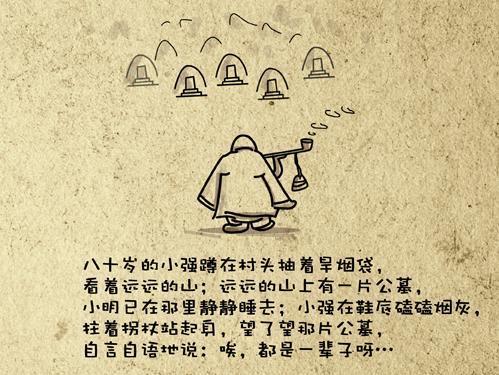 八十岁的小强蹲在村头抽着旱烟袋，
看着远远的山；远远的山上有一片公墓，
小明已在那里静静睡去；小强在鞋底磕磕烟灰，
拄着拐杖站起身，望了望那片公墓，
自言自语地说：唉，都是一辈子呀…